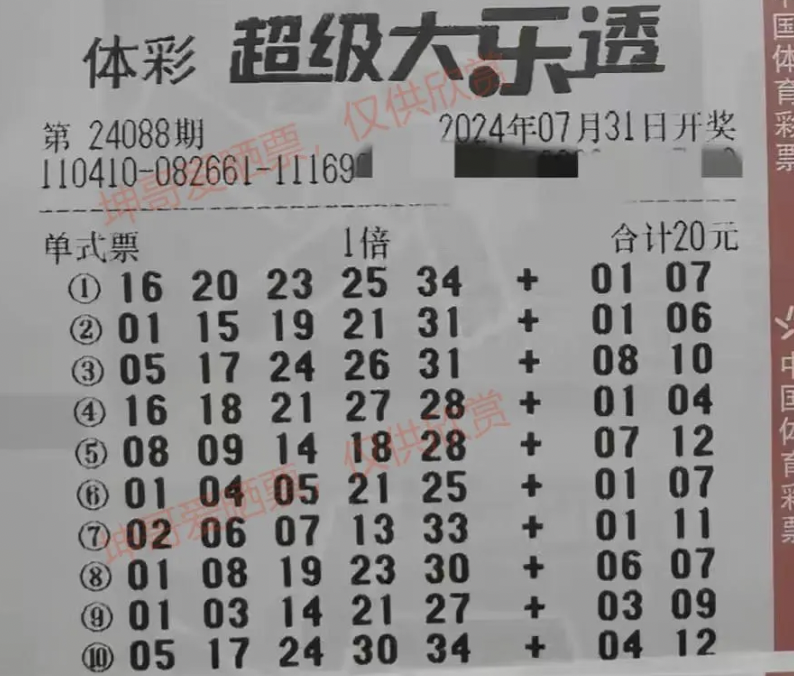 体彩 超级大乐透
第 24088期 2024年07月31日开奖
110410-082661-11169
单式票 1倍 合计20元
① 16 20 23 25 34 + 01 07
② 01 15 19 21 31 + 01 06
③ 05 17 24 26 31 + 08 10
④ 16 18 21 27 28 + 01 04
⑤ 08 09 14 18 28 + 07 12
⑥ 01 04 05 21 25 + 01 07
⑦ 02 06 07 13 33 + 01 11
⑧ 01 08 19 23 30 + 06 07
⑨ 01 03 14 21 27 + 03 09
⑩ 05 17 24 30 34 + 04 12
坤哥爱晒票，仅供欣赏
坤哥爱晒票，仅供欣赏
国体育彩票
中国体育彩票